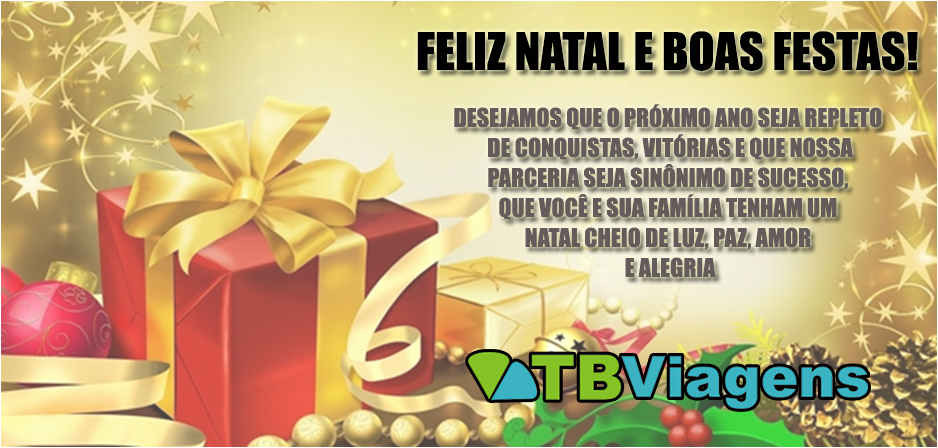 FELIZ NATAL E BOAS FESTAS!
DESEJAMOS QUE O PRÓXIMO ANO SEJA REPLETO
DE CONQUISTAS, VITÓRIAS E QUE NOSSA
PARCERIA SEJA SINÔNIMO DE SUCESSO,
QUE VOCÊ E SUA FAMÍLIA TENHAM UM
NATAL CHEIO DE LUZ, PAZ, AMOR
E ALEGRIA
TBViagens